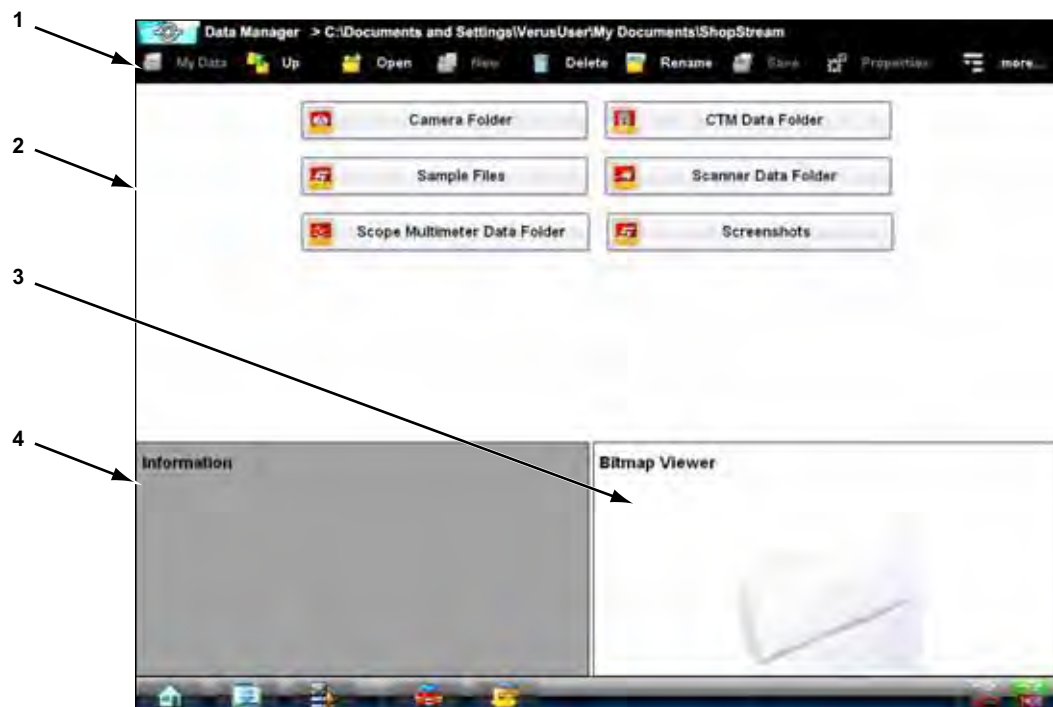 1
Data Manager > C:\Documents and Settings\VerusUser\My Documents\ShopStream
My Data Up Open New Delete Rename Save Properties more...
Camera Folder CTM Data Folder
2
Sample Files Scanner Data Folder
Scope Multimeter Data Folder Screenshots
3
4
Information Bitmap Viewer